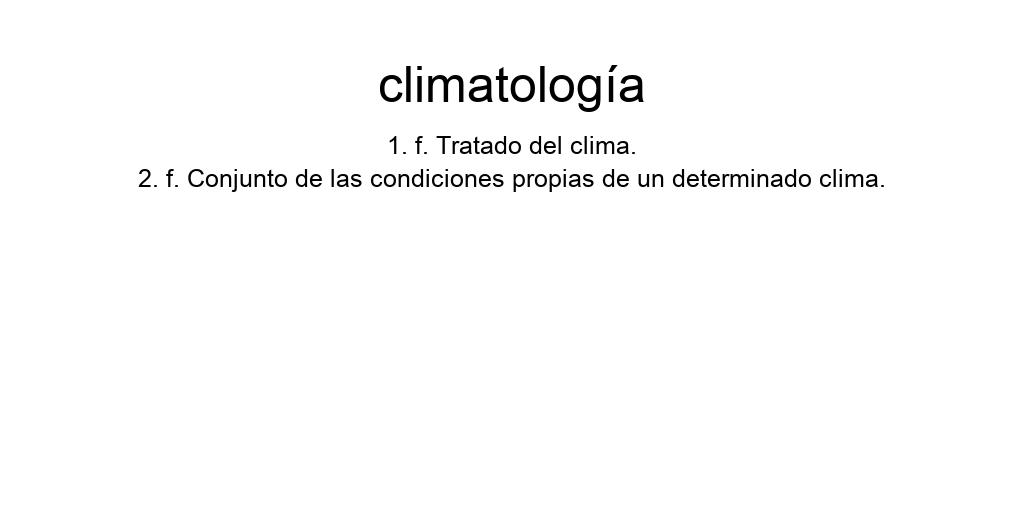 climatología
1. f. Tratado del clima.
2. f. Conjunto de las condiciones propias de un determinado clima.